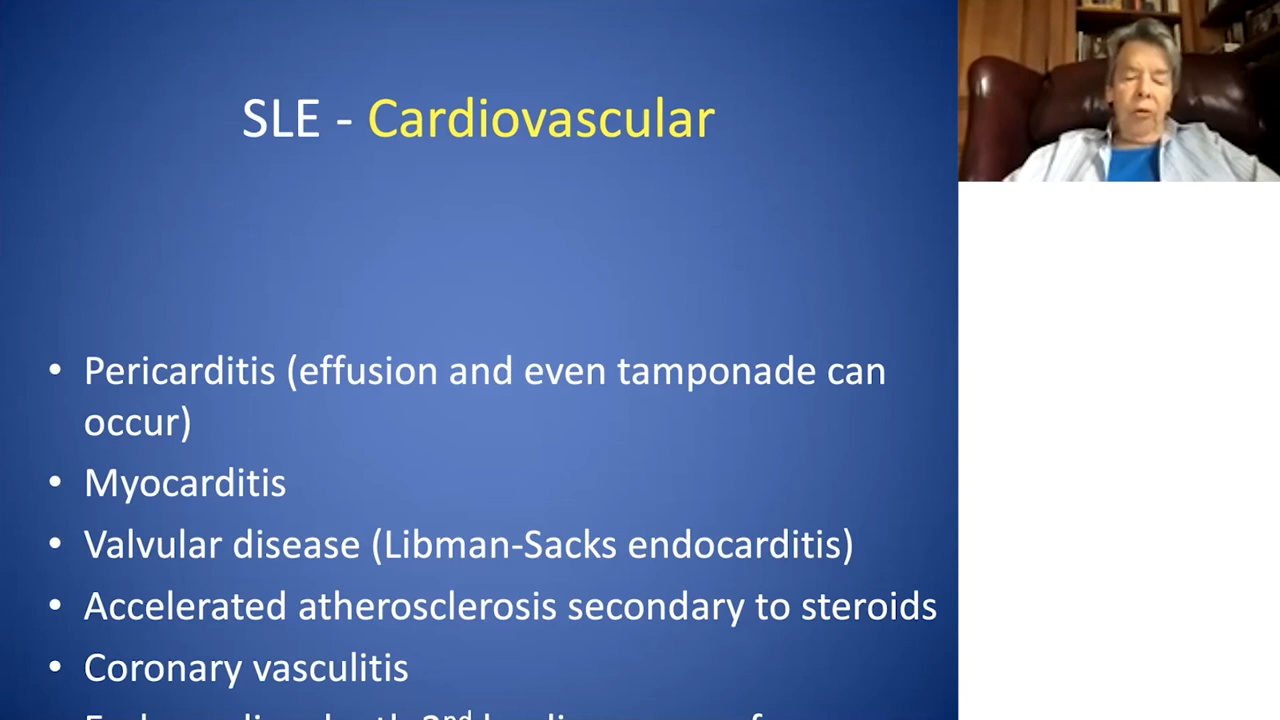 SLE - Cardiovascular
• Pericarditis (effusion and even tamponade can
occur)
• Myocarditis
• Valvular disease (Libman-Sacks endocarditis)
• Accelerated atherosclerosis secondary to steroids
• Coronary vasculitis